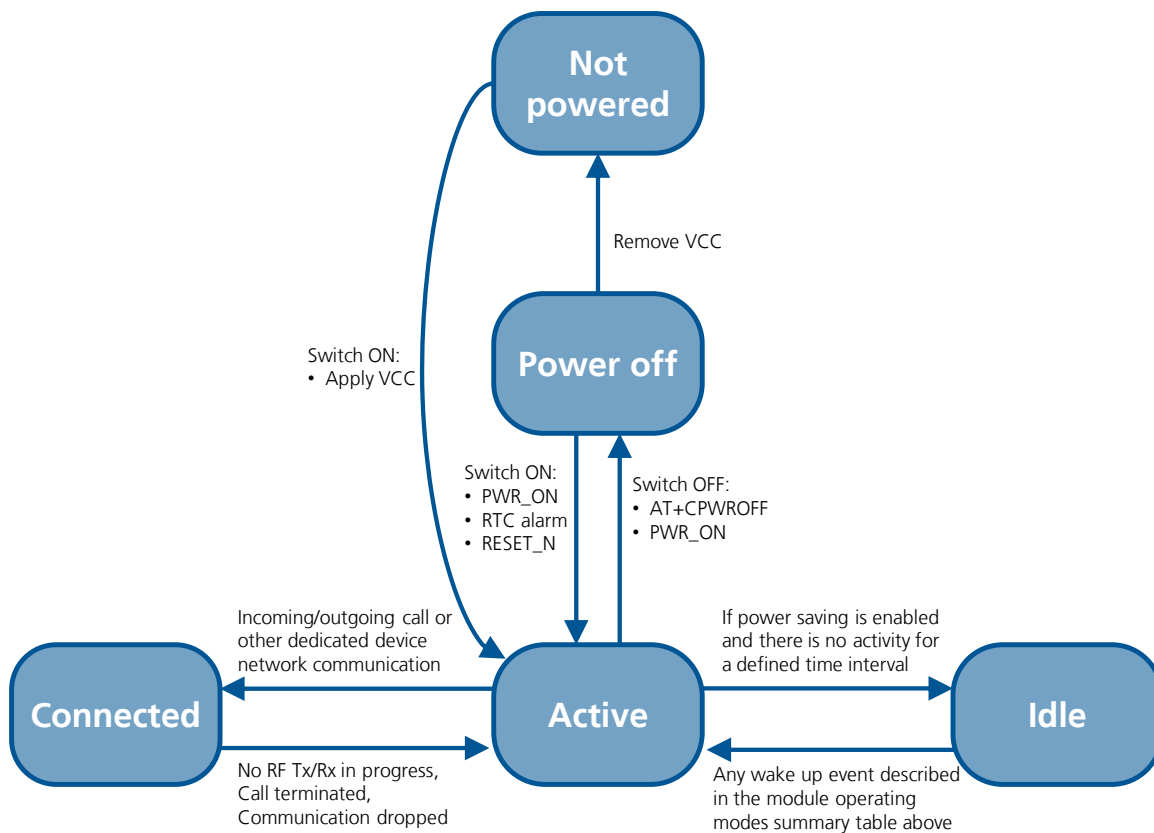 Not
powered
Remove VCC
Switch ON:
• Apply VCC
Power off
Switch ON:
• PWR_ON
• RTC alarm
• RESET_N
Switch OFF:
• AT+CPWROFF
• PWR_ON
Incoming/outgoing call or
other dedicated device
network communication
If power saving is enabled
and there is no activity for
a defined time interval
Connected
Active
Idle
No RF Tx/Rx in progress,
Call terminated,
Communication dropped
Any wake up event described
in the module operating
modes summary table above